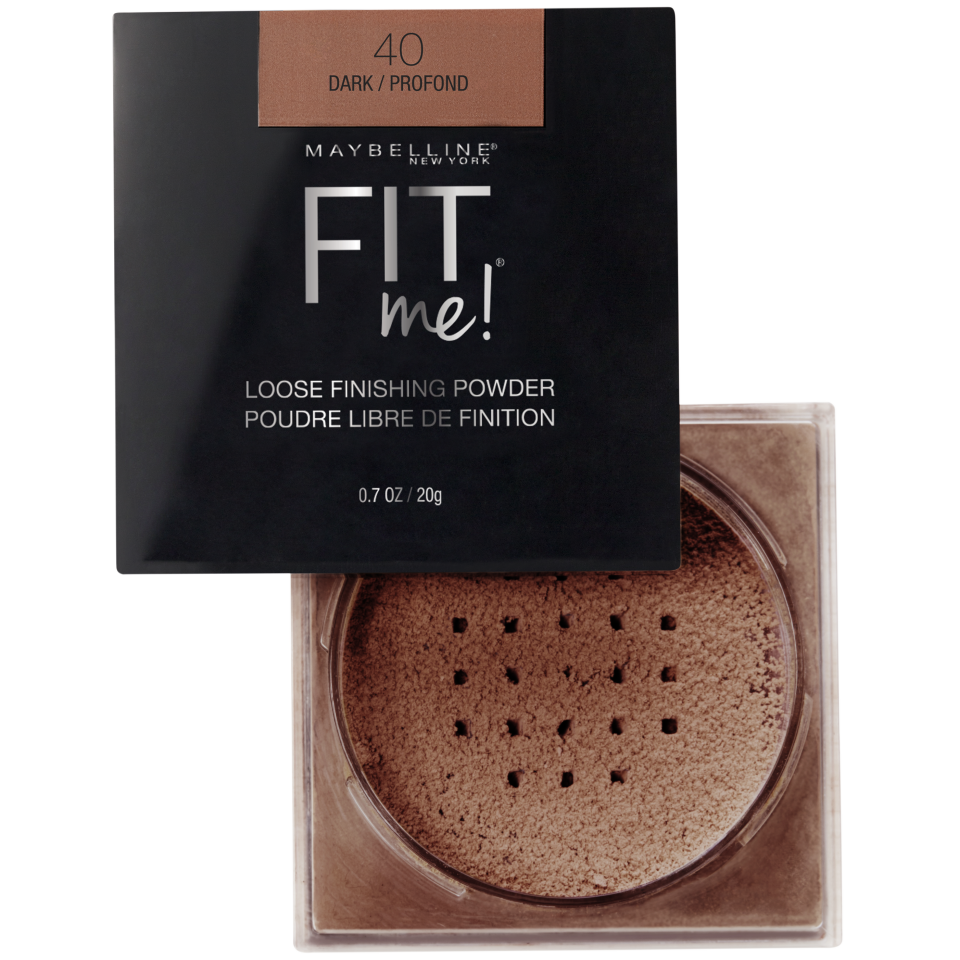 40
DARK / PROFOND
MAYBELLINE®
NEW YORK
FIT
me!®
LOOSE FINISHING POWDER
POUDRE LIBRE DE FINITION
0.7 OZ / 20g